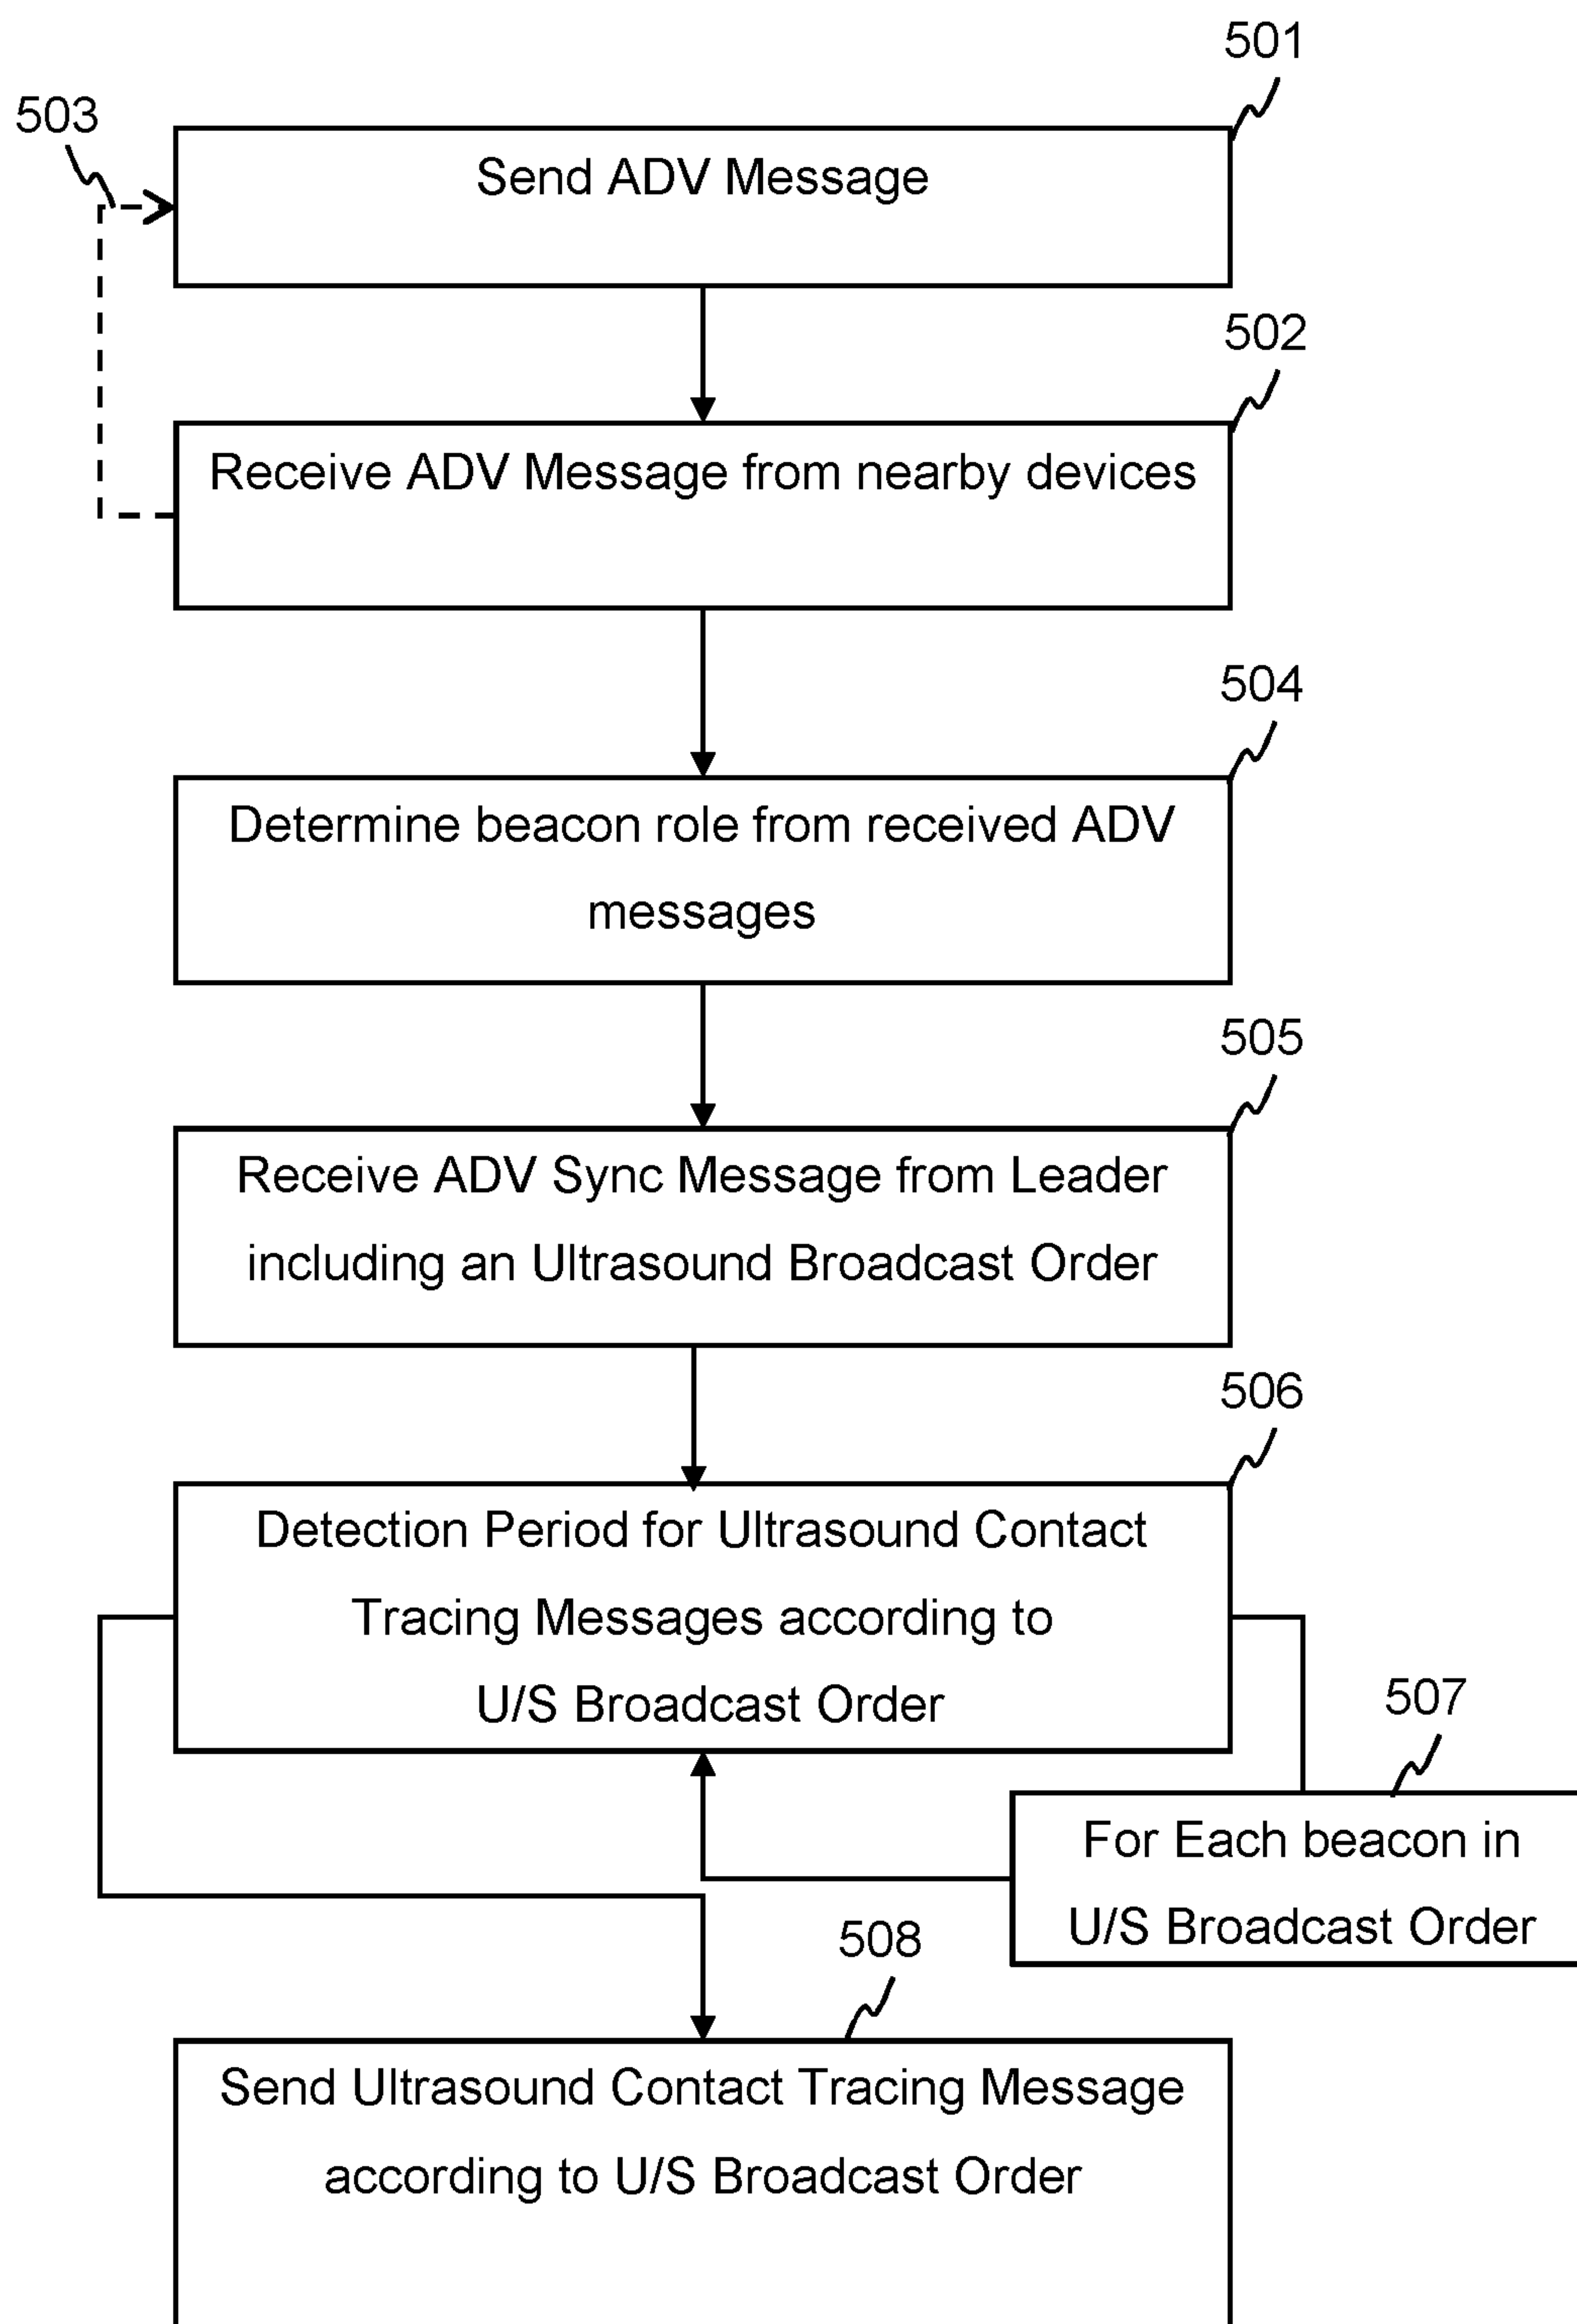 501
503
Send ADV Message
502
Receive ADV Message from nearby devices
504
Determine beacon role from received ADV
messages
505
Receive ADV Sync Message from Leader
including an Ultrasound Broadcast Order
506
Detection Period for Ultrasound Contact
Tracing Messages according to
U/S Broadcast Order
507
For Each beacon in
U/S Broadcast Order
508
Send Ultrasound Contact Tracing Message
according to U/S Broadcast Order